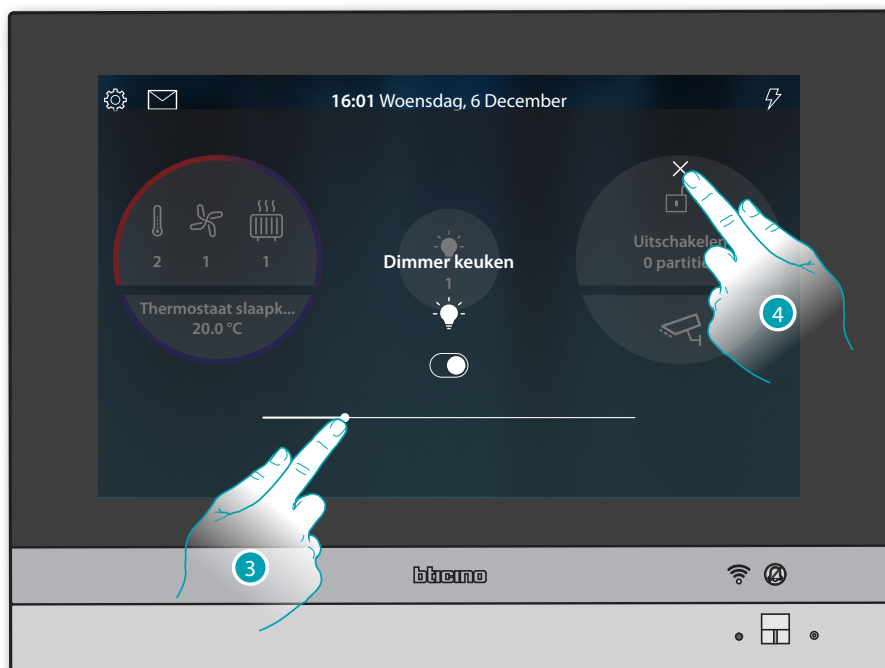 16:01 Woensdag, 6 December
2 1 1
Thermostaat slaapk...
20.0 °C
Dimmer keuken
1
Uitschakelen
0 partitie
4
3
bticino